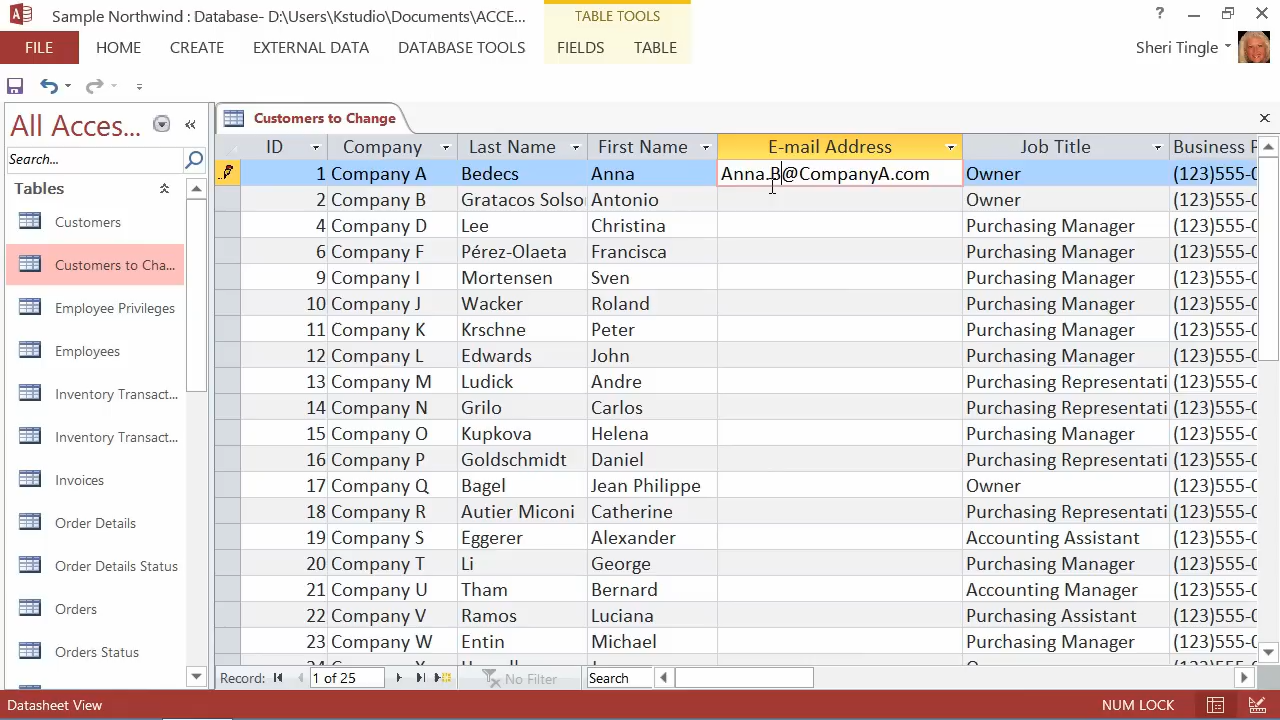 Sample Northwind : Database- D:\Users\Kstudio\Documents\ACCE...
TABLE TOOLS
?
FILE
HOME
CREATE
EXTERNAL DATA
DATABASE TOOLS
FIELDS
TABLE
Sheri Tingle
All Acces...
Search...
Tables
Customers
Customers to Cha...
Employee Privileges
Employees
Inventory Transact...
Inventory Transact...
Invoices
Order Details
Order Details Status
Orders
Orders Status
Customers to Change
ID Company Last Name First Name E-mail Address Job Title Business P
1 Company A Bedecs Anna Anna.B@CompanyA.com Owner (123)555-0
2 Company B Gratacos Solso Antonio Owner (123)555-0
4 Company D Lee Christina Purchasing Manager (123)555-0
6 Company F Pérez-Olaeta Francisca Purchasing Manager (123)555-0
9 Company I Mortensen Sven Purchasing Manager (123)555-0
10 Company J Wacker Roland Purchasing Manager (123)555-0
11 Company K Krschne Peter Purchasing Manager (123)555-0
12 Company L Edwards John Purchasing Manager (123)555-0
13 Company M Ludick Andre Purchasing Representati (123)555-0
14 Company N Grilo Carlos Purchasing Representati (123)555-0
15 Company O Kupkova Helena Purchasing Manager (123)555-0
16 Company P Goldschmidt Daniel Purchasing Representati (123)555-0
17 Company Q Bagel Jean Philippe Owner (123)555-0
18 Company R Autier Miconi Catherine Purchasing Representati (123)555-0
19 Company S Eggerer Alexander Accounting Assistant (123)555-0
20 Company T Li George Purchasing Manager (123)555-0
21 Company U Tham Bernard Accounting Manager (123)555-0
22 Company V Ramos Luciana Purchasing Assistant (123)555-0
23 Company W Entin Michael Purchasing Manager (123)555-0
Record: 1 of 25 No Filter Search
Datasheet View
NUM LOCK